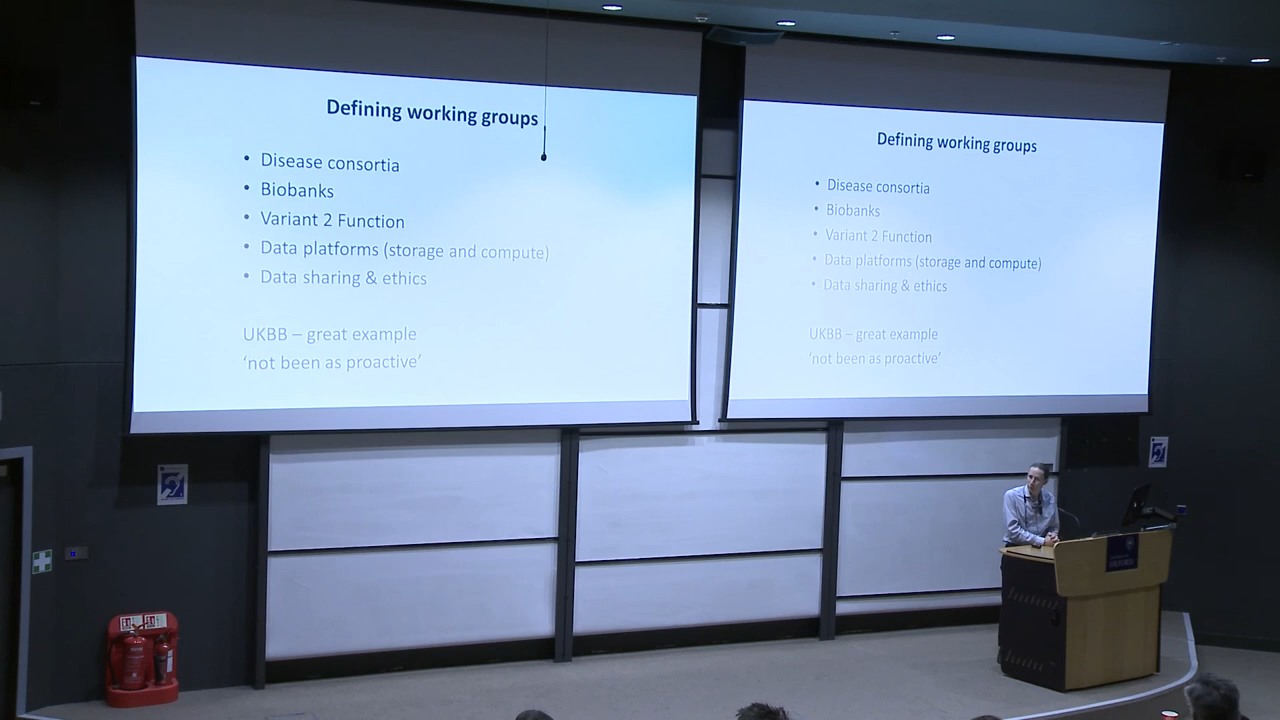 Defining working groups
• Disease consortia
• Biobanks
• Variant 2 Function
• Data platforms (storage and compute)
• Data sharing & ethics
UKBB – great example
‘not been as proactive’
Defining working groups
• Disease consortia
• Biobanks
• Variant 2 Function
• Data platforms (storage and compute)
• Data sharing & ethics
UKBB – great example
‘not been as proactive’
OXFORD